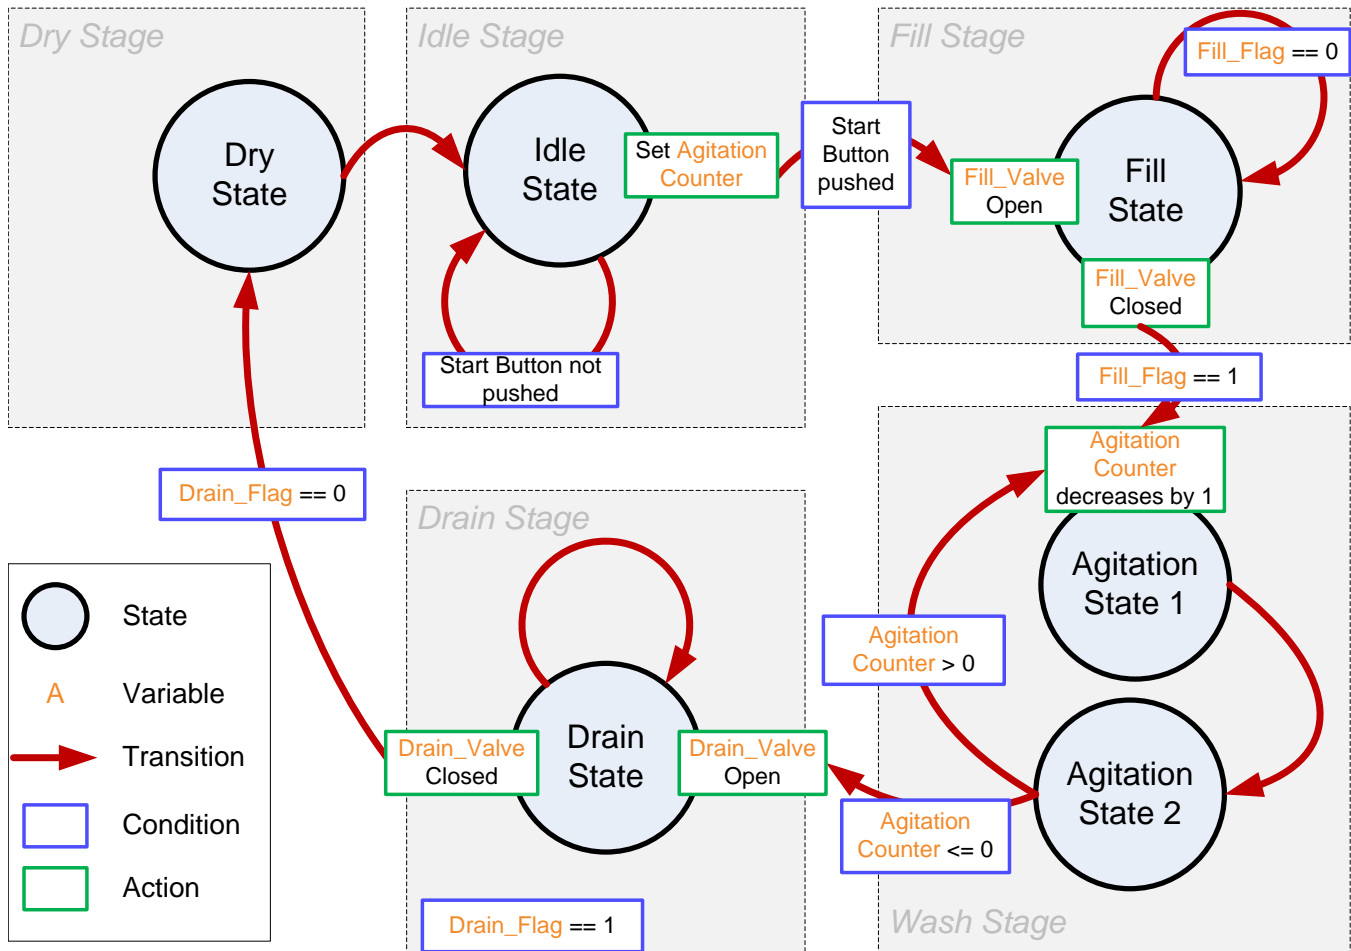 Dry Stage
Idle Stage
Fill Stage
Fill_Flag == 0
Dry
State
Idle
State
Set Agitation
Counter
Start
Button
pushed
Fill_Valve
Open
Fill
State
Fill_Valve
Closed
Start Button not
pushed
Fill_Flag == 1
Agitation
Counter
decreases by 1
Drain_Flag == 0
Drain Stage
Agitation
State 1
State
Agitation
Counter > 0
Variable
Drain_Valve
Closed
Drain
State
Drain_Valve
Open
A
Transition
Agitation
State 2
Condition
Agitation
Counter <= 0
Action
Drain_Flag == 1
Wash Stage